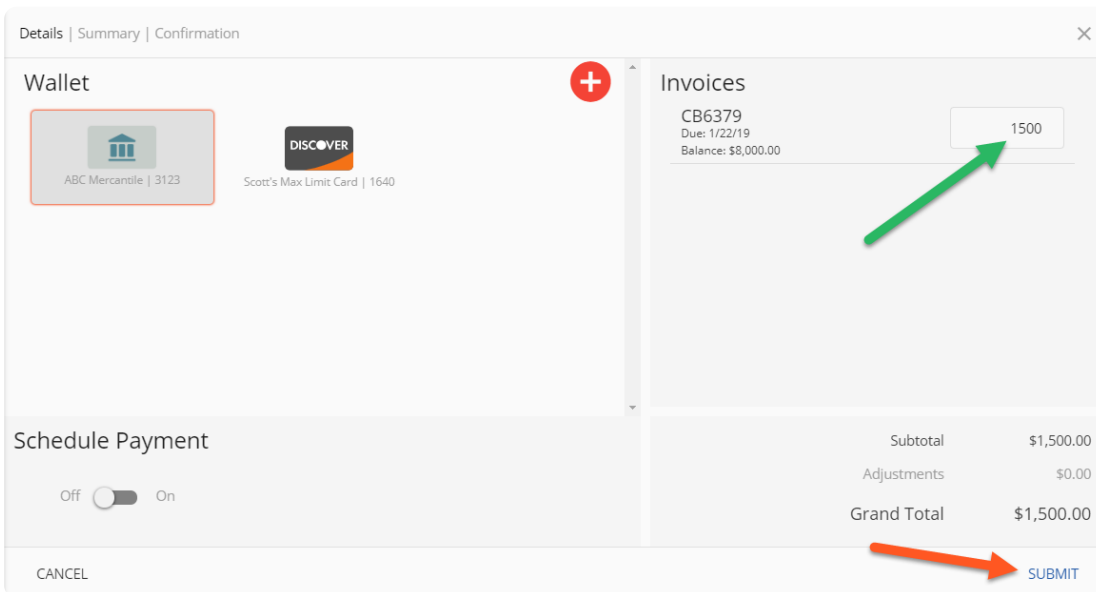 Details | Summary | Confirmation
Wallet
ABC Mercantile | 3123
DISCOVER
Scott's Max Limit Card | 1640
Invoices
CB6379
Due: 1/22/19
Balance: $8,000.00
1500
Schedule Payment
Off On
Subtotal $1,500.00
Adjustments $0.00
Grand Total $1,500.00
CANCEL
SUBMIT